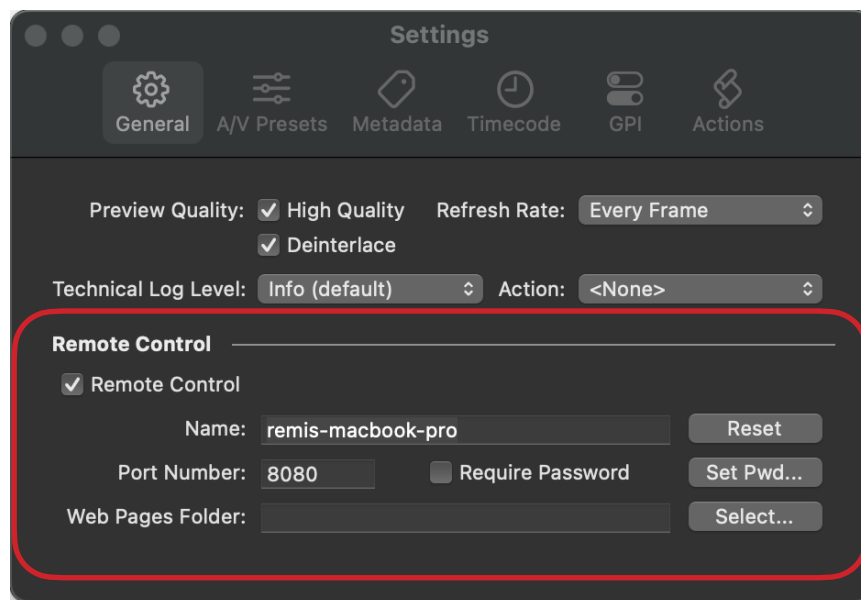 Settings
General A/V Presets Metadata Timecode GPI Actions
Preview Quality: High Quality Refresh Rate: Every Frame
Deinterlace
Technical Log Level: Info (default) Action: <None>
Remote Control
Remote Control
Name: remis-macbook-pro Reset
Port Number: 8080 Require Password Set Pwd...
Web Pages Folder: Select...